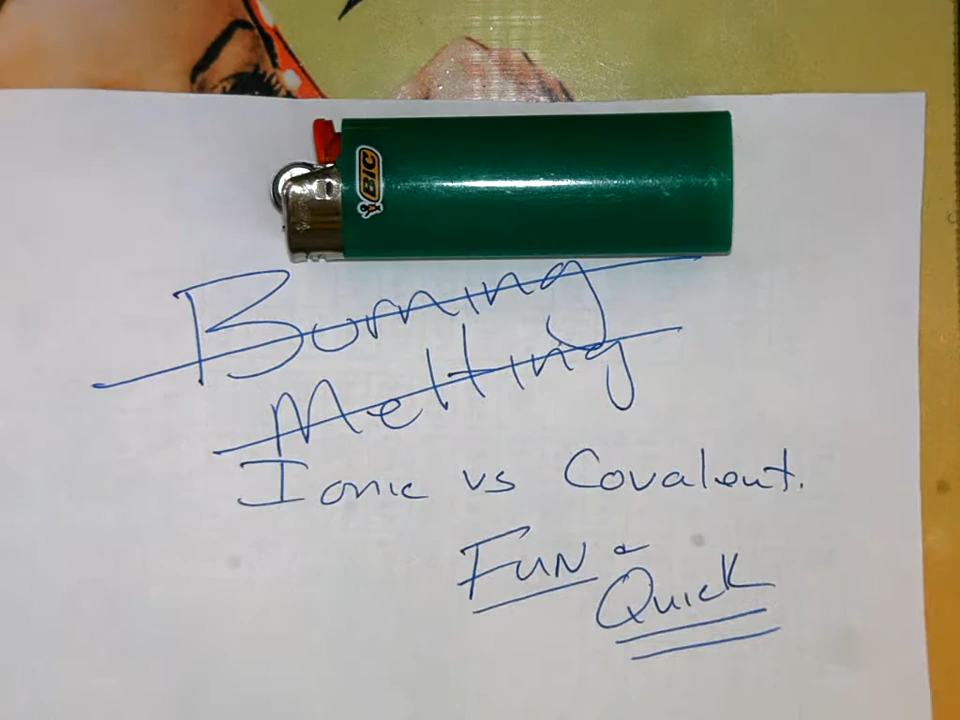 BIC
Burning
Melting
Ionic vs Covalent.
Fun &
Quick